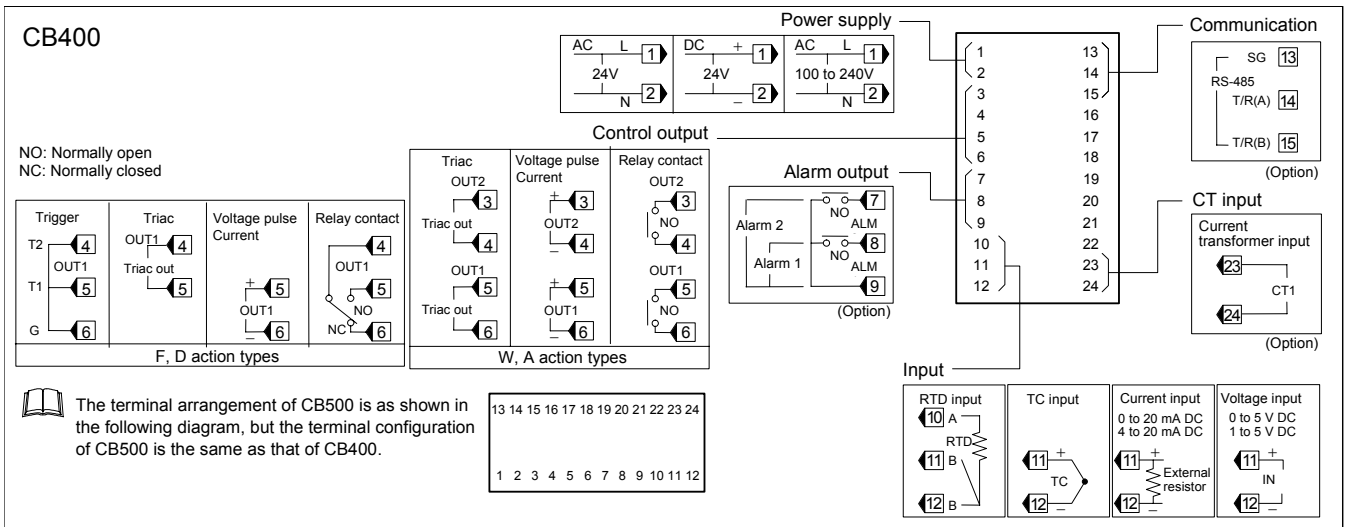 CB400
NO: Normally open
NC: Normally closed
Power supply
AC L 1
24V
N 2
DC + 1
24V
– 2
AC L 1
100 to 240V
N 2
Control output
Trigger
T2 4
OUT1
T1 5
G 6
Triac
OUT1 4
Triac out
5
Voltage pulse
Current
+ 5
OUT1
– 6
Relay contact
4
OUT1
5
NO
NC 6
F, D action types
Triac
OUT2
3
Triac out
4
OUT1
5
Triac out
6
Voltage pulse
Current
+ 3
OUT2
– 4
+ 5
OUT1
– 6
Relay contact
OUT2
3
NO
4
OUT1
5
NO
6
W, A action types
Alarm output
7
NO
Alarm 2
ALM
8
NO
Alarm 1
ALM
9
(Option)
1 13
2 14
3 15
4 16
5 17
6 18
7 19
8 20
9 21
10 22
11 23
12 24
Communication
SG 13
RS-485
T/R(A) 14
T/R(B) 15
(Option)
CT input
Current
transformer input
23
CT1
24
(Option)
Input
RTD input
10 A
RTD
11 B
12 B
TC input
11 +
TC
12 –
Current input
0 to 20 mA DC
4 to 20 mA DC
11 +
External
resistor
12 –
Voltage input
0 to 5 V DC
1 to 5 V DC
11 +
IN
12 –
The terminal arrangement of CB500 is as shown in
the following diagram, but the terminal configuration
of CB500 is the same as that of CB400.
13 14 15 16 17 18 19 20 21 22 23 24
1 2 3 4 5 6 7 8 9 10 11 12